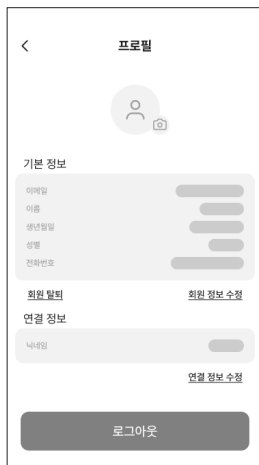 프로필
기본 정보
이메일
이름
생년월일
성별
전화번호
회원 탈퇴 회원 정보 수정
연결 정보
닉네임
연결 정보 수정
로그아웃